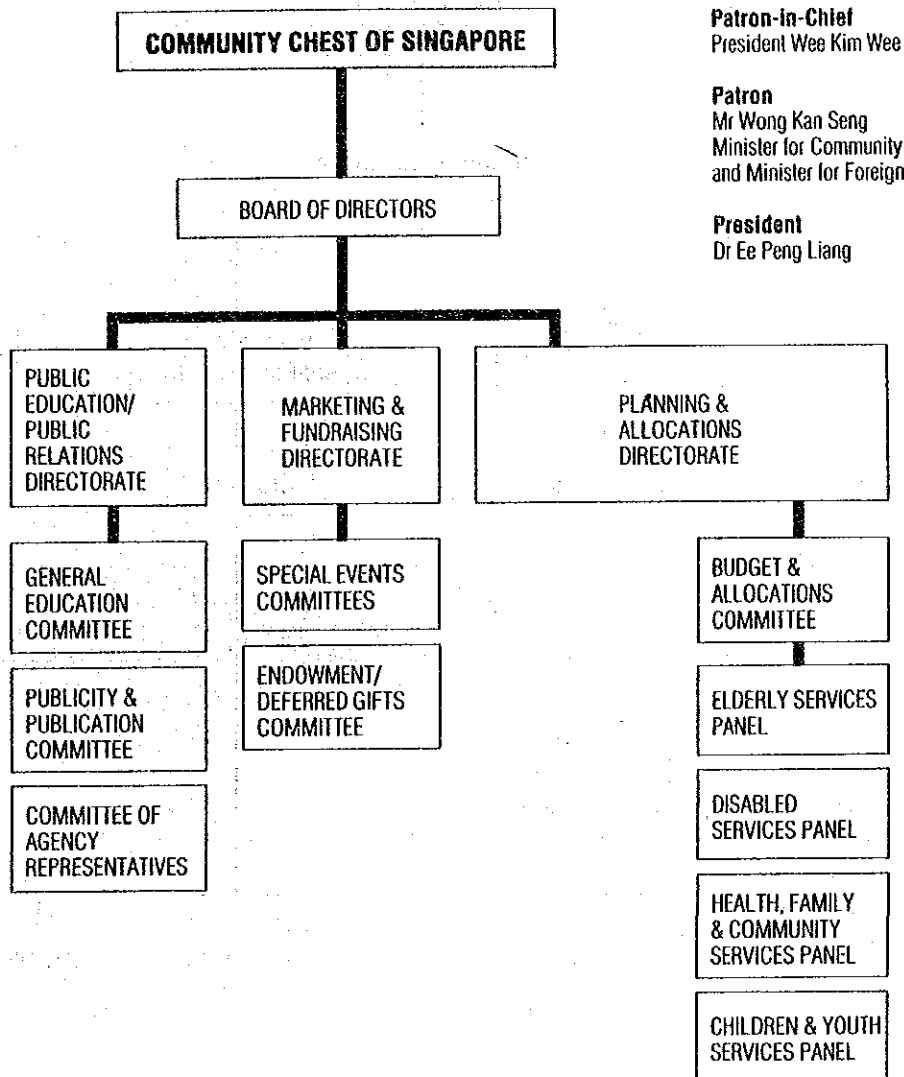 COMMUNITY CHEST OF SINGAPORE
Patron-in-Chief
President Wee Kim Wee
Patron
Mr Wong Kan Seng
Minister for Community
and Minister for Foreign
President
Dr Ee Peng Liang
BOARD OF DIRECTORS
PUBLIC
EDUCATION/
PUBLIC
RELATIONS
DIRECTORATE
MARKETING &
FUNDRAISING
DIRECTORATE
PLANNING &
ALLOCATIONS
DIRECTORATE
GENERAL
EDUCATION
COMMITTEE
PUBLICITY &
PUBLICATION
COMMITTEE
COMMITTEE OF
AGENCY
REPRESENTATIVES
SPECIAL EVENTS
COMMITTEES
ENDOWMENT/
DEFERRED GIFTS
COMMITTEE
BUDGET &
ALLOCATIONS
COMMITTEE
ELDERLY SERVICES
PANEL
DISABLED
SERVICES PANEL
HEALTH, FAMILY
& COMMUNITY
SERVICES PANEL
CHILDREN & YOUTH
SERVICES PANEL